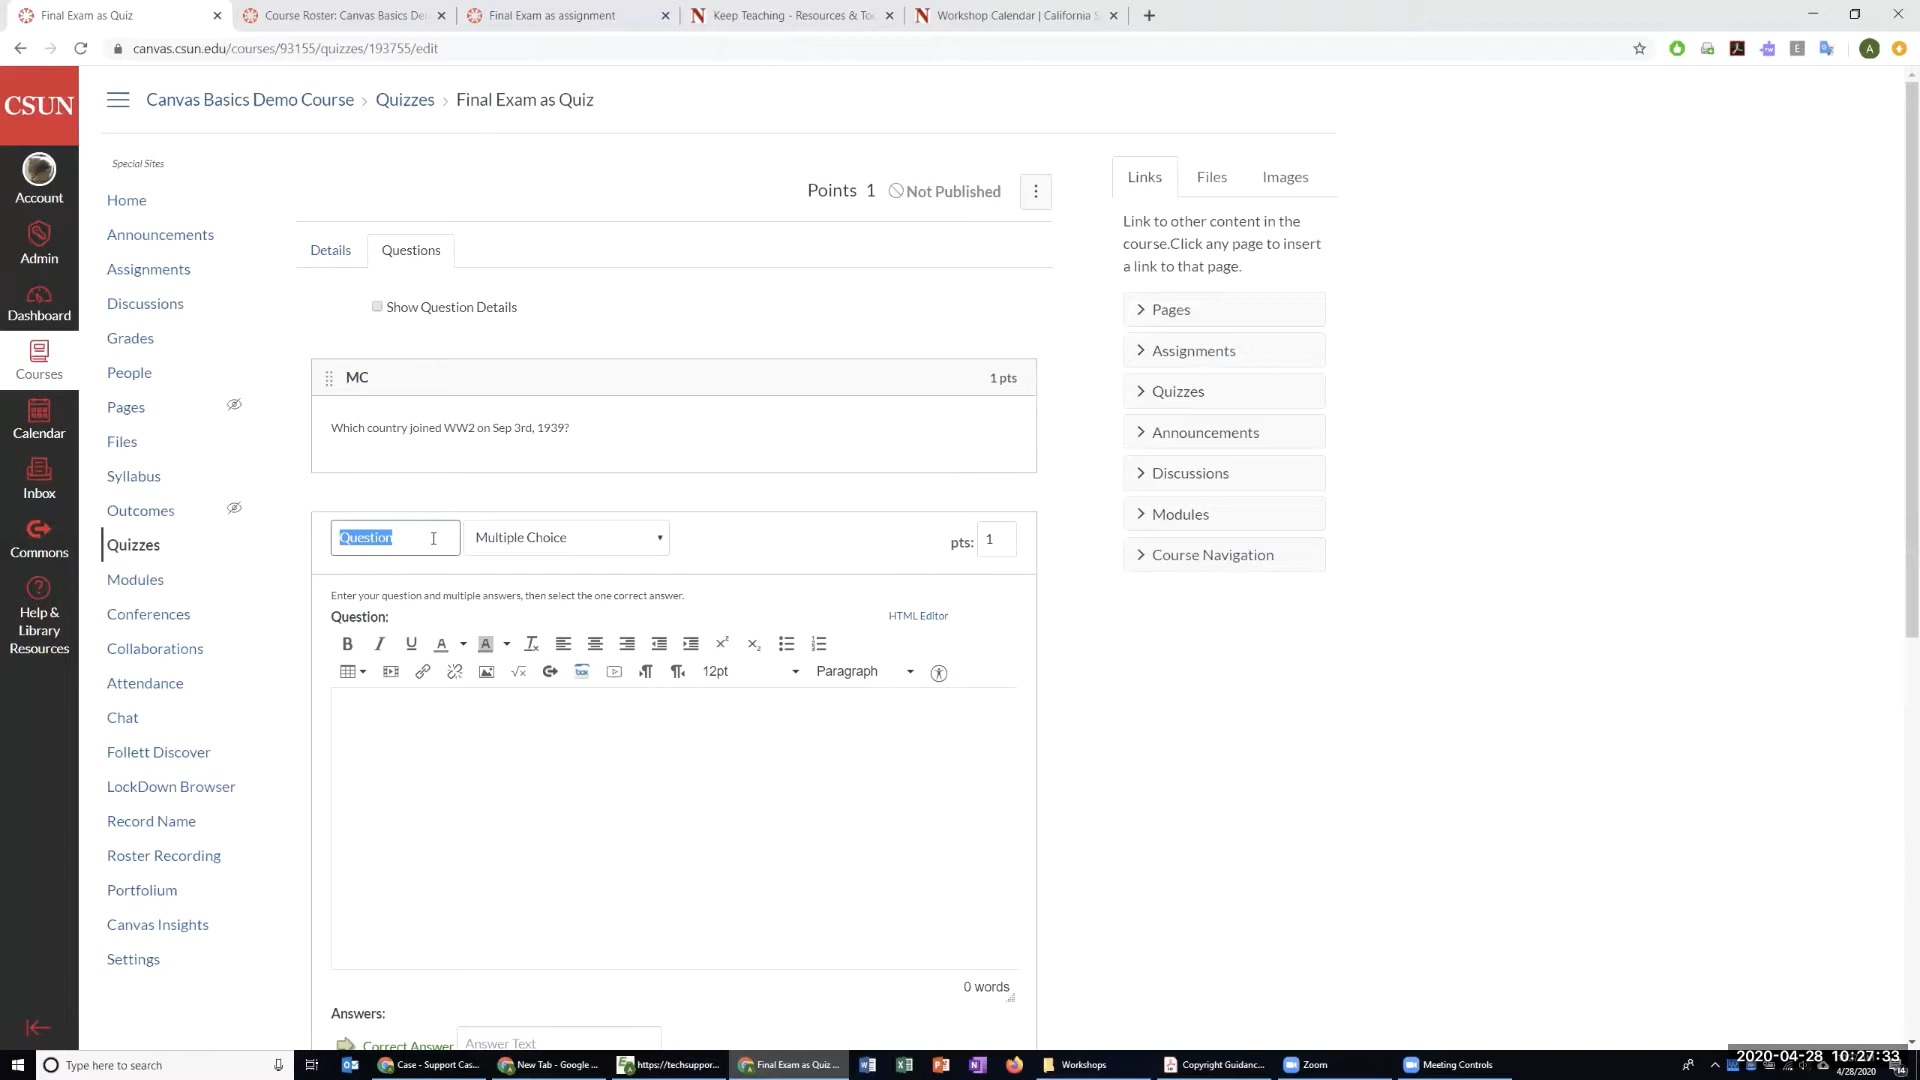 Final Exam as Quiz
Course Roster: Canvas Basics De
Final Exam as assignment
Keep Teaching - Resources & Too
Workshop Calendar | California S
canvas.csun.edu/courses/93155/quizzes/193755/edit
CSUN
Canvas Basics Demo Course › Quizzes › Final Exam as Quiz
Special Sites
Account
Admin
Dashboard
Courses
Calendar
Inbox
Commons
Help &
Library
Resources
Home
Announcements
Assignments
Discussions
Grades
People
Pages
Files
Syllabus
Outcomes
Quizzes
Modules
Conferences
Collaborations
Attendance
Chat
Follett Discover
LockDown Browser
Record Name
Roster Recording
Portfolium
Canvas Insights
Settings
Points 1 Not Published
Details
Questions
Show Question Details
MC
1 pts
Which country joined WW2 on Sep 3rd, 1939?
Question
Multiple Choice
pts: 1
Enter your question and multiple answers, then select the one correct answer.
Question:
HTML Editor
12pt
Paragraph
0 words
Answers:
Correct Answer
Answer Text
Links
Files
Images
Link to other content in the
course.Click any page to insert
a link to that page.
Pages
Assignments
Quizzes
Announcements
Discussions
Modules
Course Navigation
Type here to search
Case - Support Cas...
New Tab - Google ...
https://techsuppor...
Final Exam as Quiz ...
Workshops
Copyright Guidanc...
Zoom
Meeting Controls
2020-04-28 10:27:33
4/28/2020